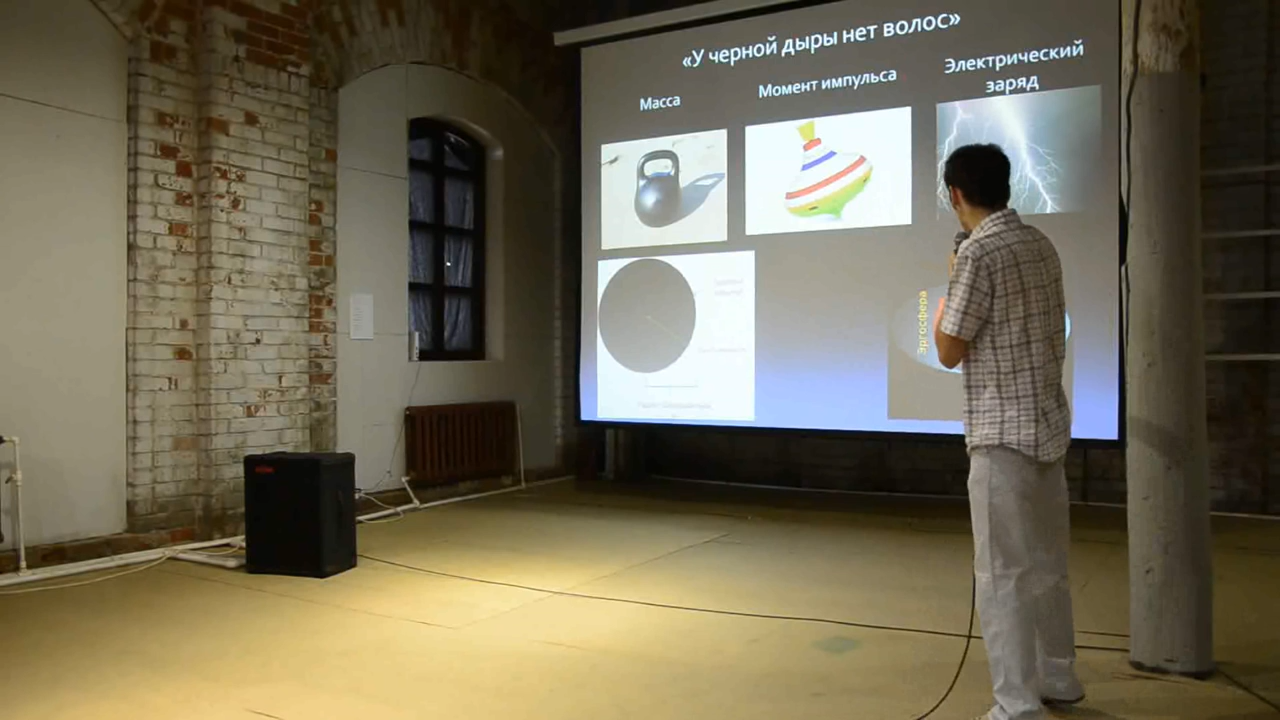 «У черной дыры нет волос»
Масса
Момент импульса
Электрический
заряд
Эргосфера